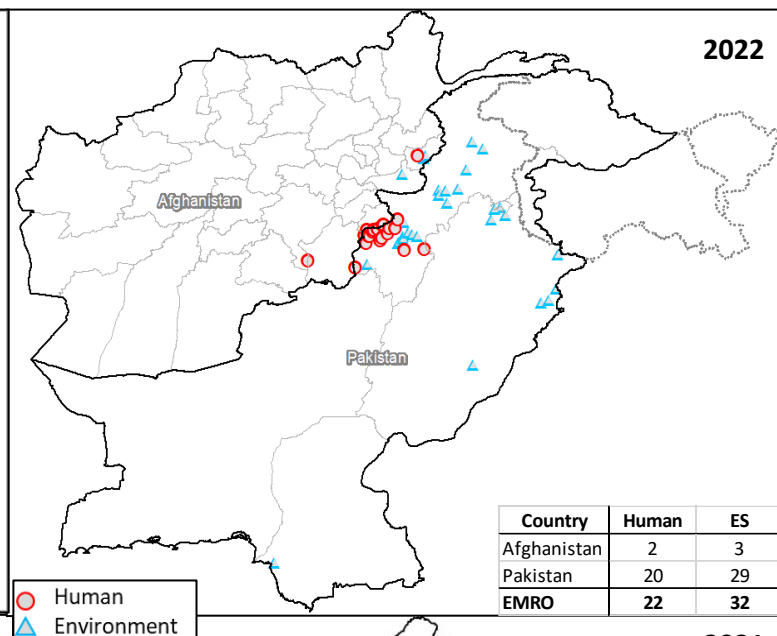 2022
Afghanistan
Pakistan
Country Human ES
Afghanistan 2 3
Pakistan 20 29
EMRO 22 32
Human
Environment